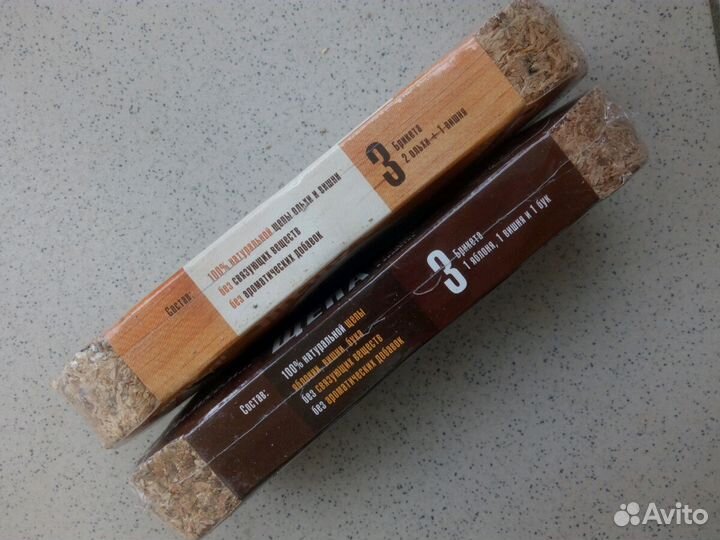 Состав:
100% натуральной щепы ольхи и вишни
без связующих веществ
без ароматических добавок
3
Брикета
2 ольхи + 1 вишня
Состав:
100% натуральной щепы
яблони, вишни, бука
без связующих веществ
без ароматических добавок
3
Брикета
1 яблоня, 1 вишня и 1 бук
Avito